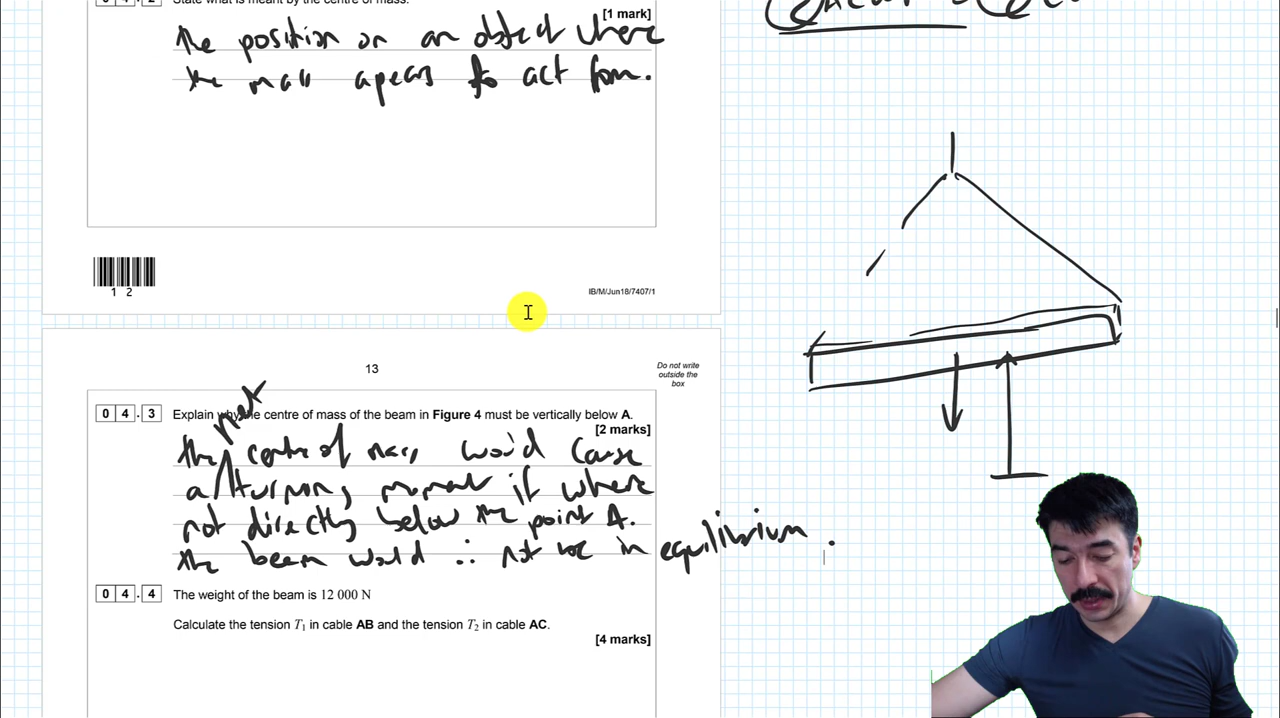 0 4 . 2 State what is meant by the centre of mass.
[1 mark]
the position on an object where
the mass apears to act from.
1 2
IB/M/Jun18/7407/1
13
Do not write
outside the
box
0 4 . 3 Explain why the centre of mass of the beam in Figure 4 must be vertically below A.
[2 marks]
net
the centre of mass would cause
a turning moment if where
not directly below the point A.
the beam would ∴ not be in equilibrium.
0 4 . 4 The weight of the beam is 12 000 N
Calculate the tension T1 in cable AB and the tension T2 in cable AC.
[4 marks]